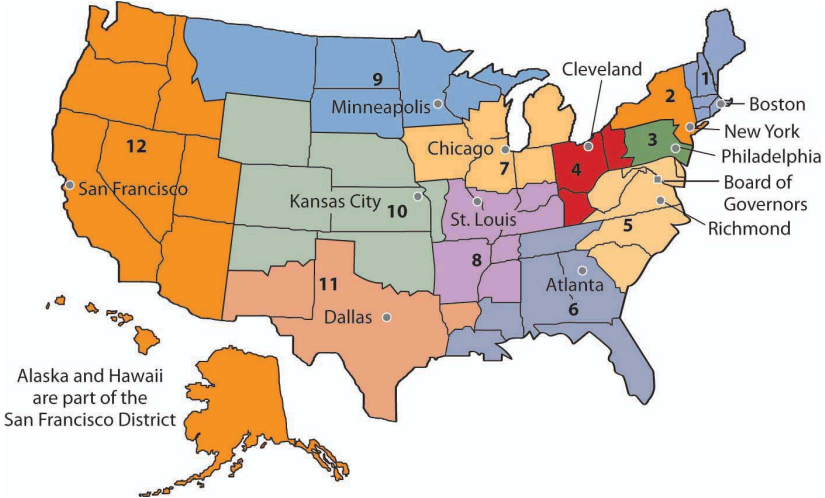 Cleveland
1
9
2
Boston
Minneapolis
New York
12
Chicago
3
Philadelphia
7
4
San Francisco
Kansas City
10
St. Louis
Board of
Governors
5
Richmond
8
11
Atlanta
6
Dallas
Alaska and Hawaii
are part of the
San Francisco District